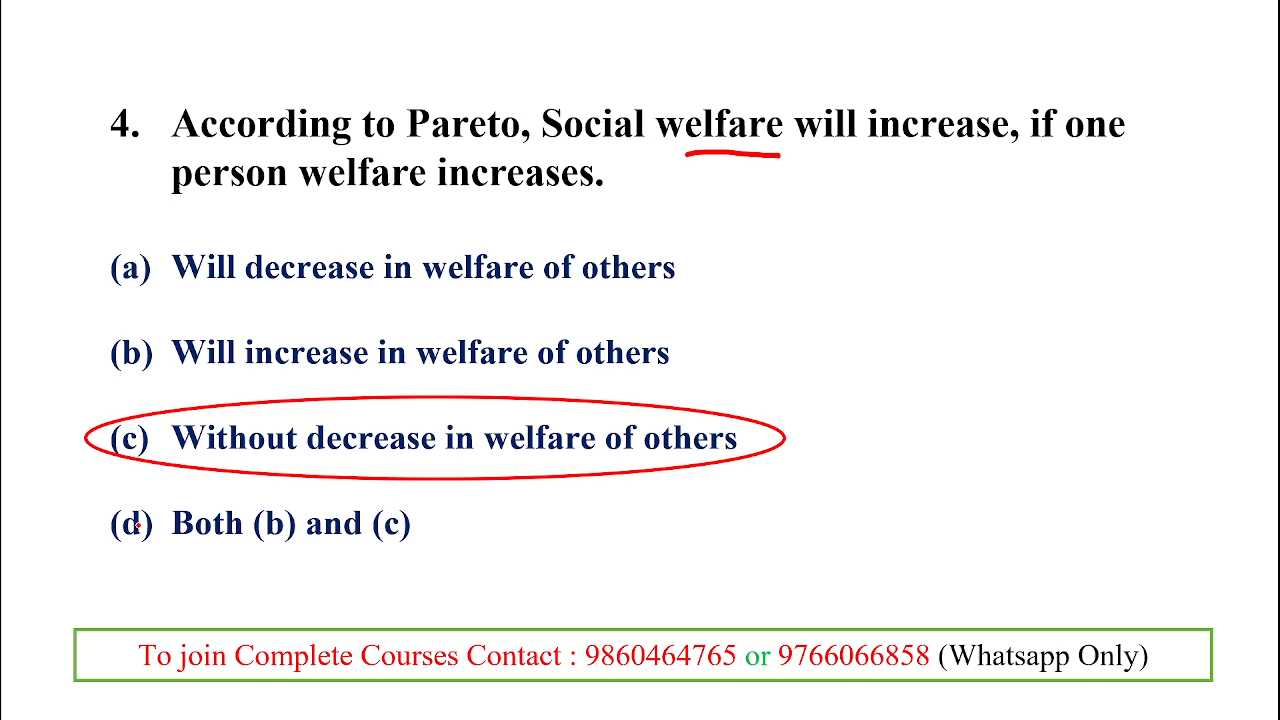 4. According to Pareto, Social welfare will increase, if one
person welfare increases.
(a) Will decrease in welfare of others
(b) Will increase in welfare of others
(c) Without decrease in welfare of others
(d) Both (b) and (c)
To join Complete Courses Contact : 9860464765 or 9766066858 (Whatsapp Only)